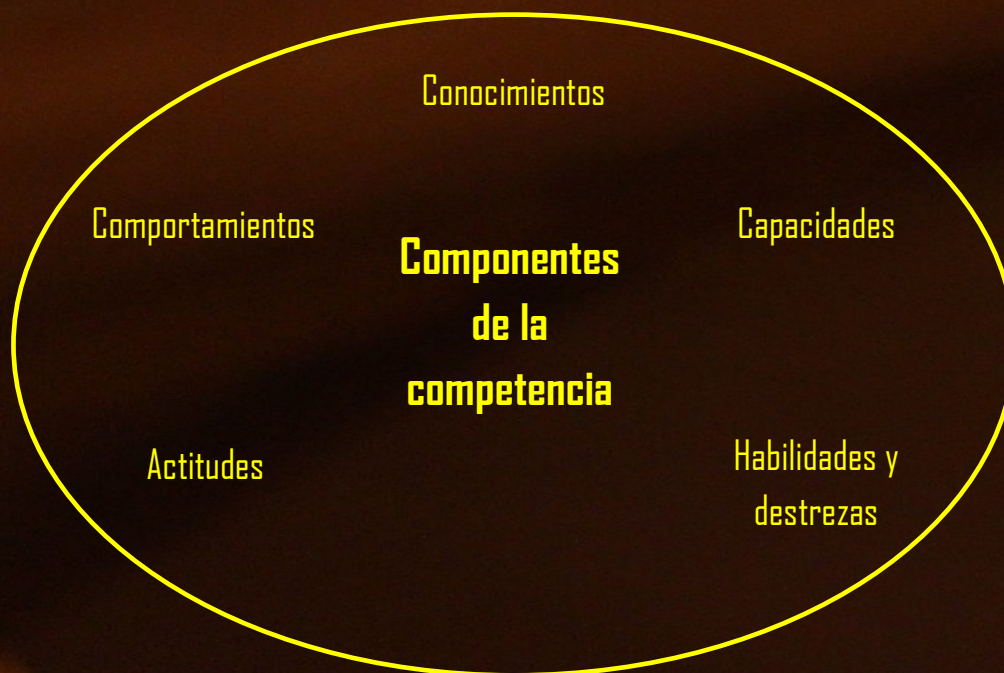 Conocimientos
Comportamientos
Capacidades
Componentes
de la
competencia
Actitudes
Habilidades y
destrezas